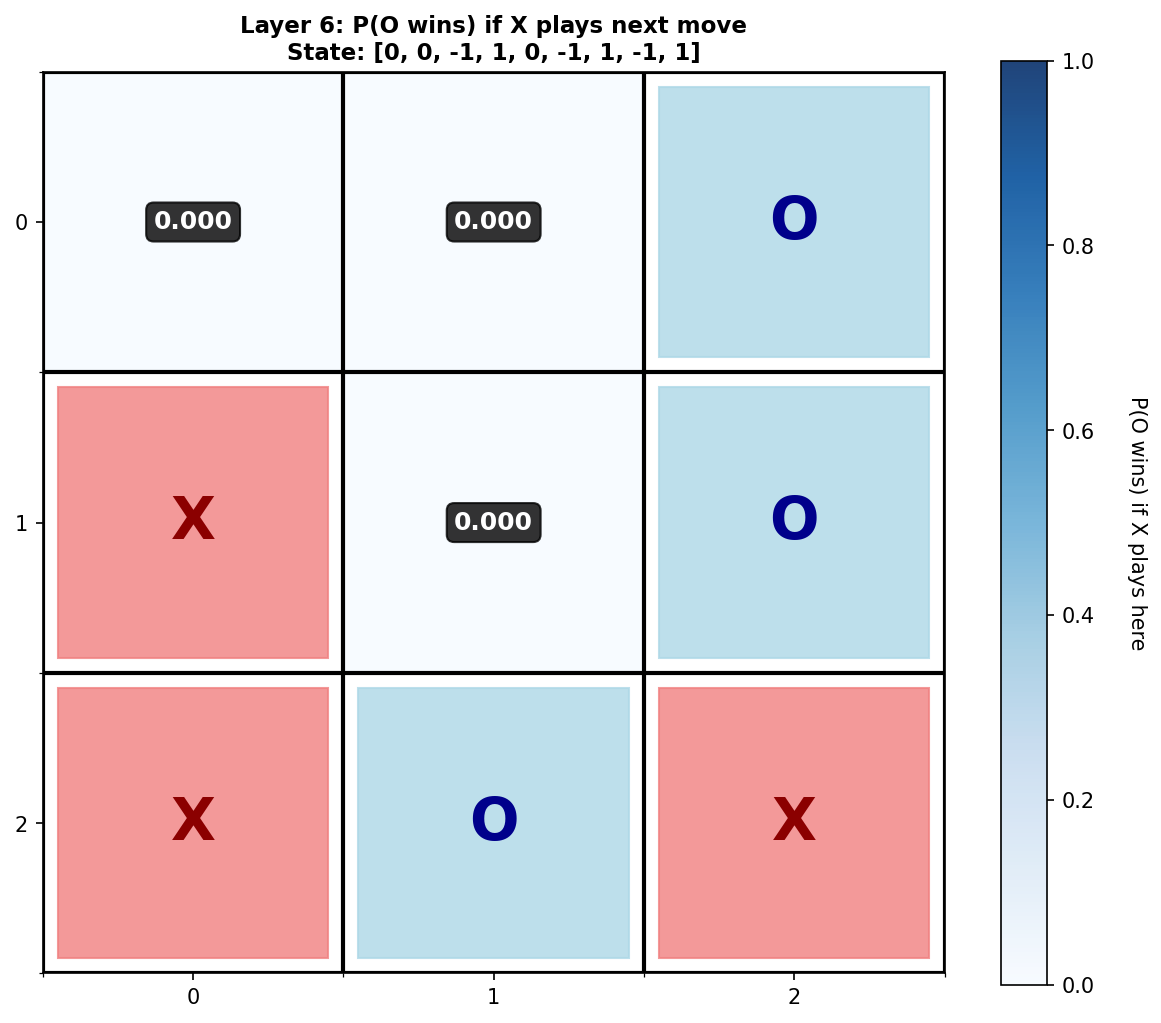 Layer 6: P(O wins) if X plays next move
State: [0, 0, -1, 1, 0, -1, 1, -1, 1]
0
0.000
0.000
O
1
X
0.000
O
2
X
O
X
0
1
2
1.0
0.8
0.6
0.4
0.2
0.0
P(O wins) if X plays here